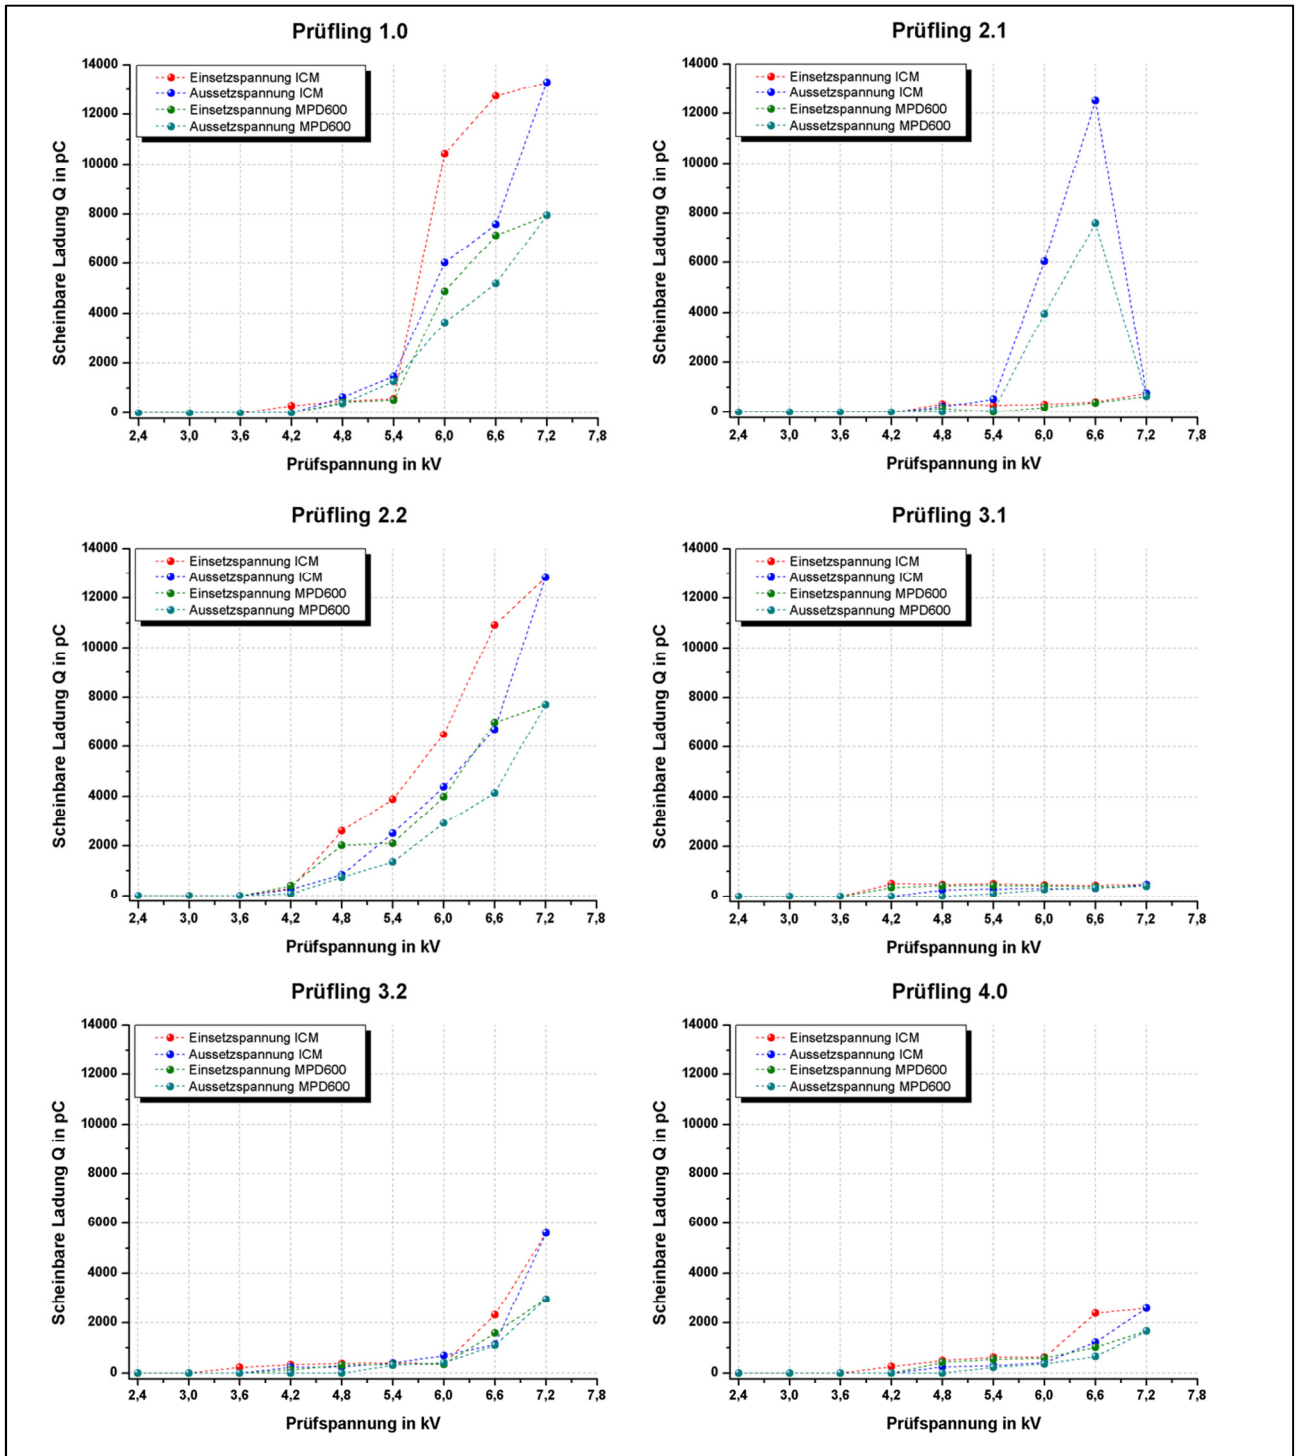 Prüfling 1.0
14000
12000
10000
8000
6000
4000
2000
0
Scheinbare Ladung Q in pC
Einsetzspannung ICM
Aussetzspannung ICM
Einsetzspannung MPD600
Aussetzspannung MPD600
2,4 3,0 3,6 4,2 4,8 5,4 6,0 6,6 7,2 7,8
Prüfspannung in kV
Prüfling 2.1
14000
12000
10000
8000
6000
4000
2000
0
Scheinbare Ladung Q in pC
Einsetzspannung ICM
Aussetzspannung ICM
Einsetzspannung MPD600
Aussetzspannung MPD600
2,4 3,0 3,6 4,2 4,8 5,4 6,0 6,6 7,2 7,8
Prüfspannung in kV
Prüfling 2.2
14000
12000
10000
8000
6000
4000
2000
0
Scheinbare Ladung Q in pC
Einsetzspannung ICM
Aussetzspannung ICM
Einsetzspannung MPD600
Aussetzspannung MPD600
2,4 3,0 3,6 4,2 4,8 5,4 6,0 6,6 7,2 7,8
Prüfspannung in kV
Prüfling 3.1
14000
12000
10000
8000
6000
4000
2000
0
Scheinbare Ladung Q in pC
Einsetzspannung ICM
Aussetzspannung ICM
Einsetzspannung MPD600
Aussetzspannung MPD600
2,4 3,0 3,6 4,2 4,8 5,4 6,0 6,6 7,2 7,8
Prüfspannung in kV
Prüfling 3.2
14000
12000
10000
8000
6000
4000
2000
0
Scheinbare Ladung Q in pC
Einsetzspannung ICM
Aussetzspannung ICM
Einsetzspannung MPD600
Aussetzspannung MPD600
2,4 3,0 3,6 4,2 4,8 5,4 6,0 6,6 7,2 7,8
Prüfspannung in kV
Prüfling 4.0
14000
12000
10000
8000
6000
4000
2000
0
Scheinbare Ladung Q in pC
Einsetzspannung ICM
Aussetzspannung ICM
Einsetzspannung MPD600
Aussetzspannung MPD600
2,4 3,0 3,6 4,2 4,8 5,4 6,0 6,6 7,2 7,8
Prüfspannung in kV